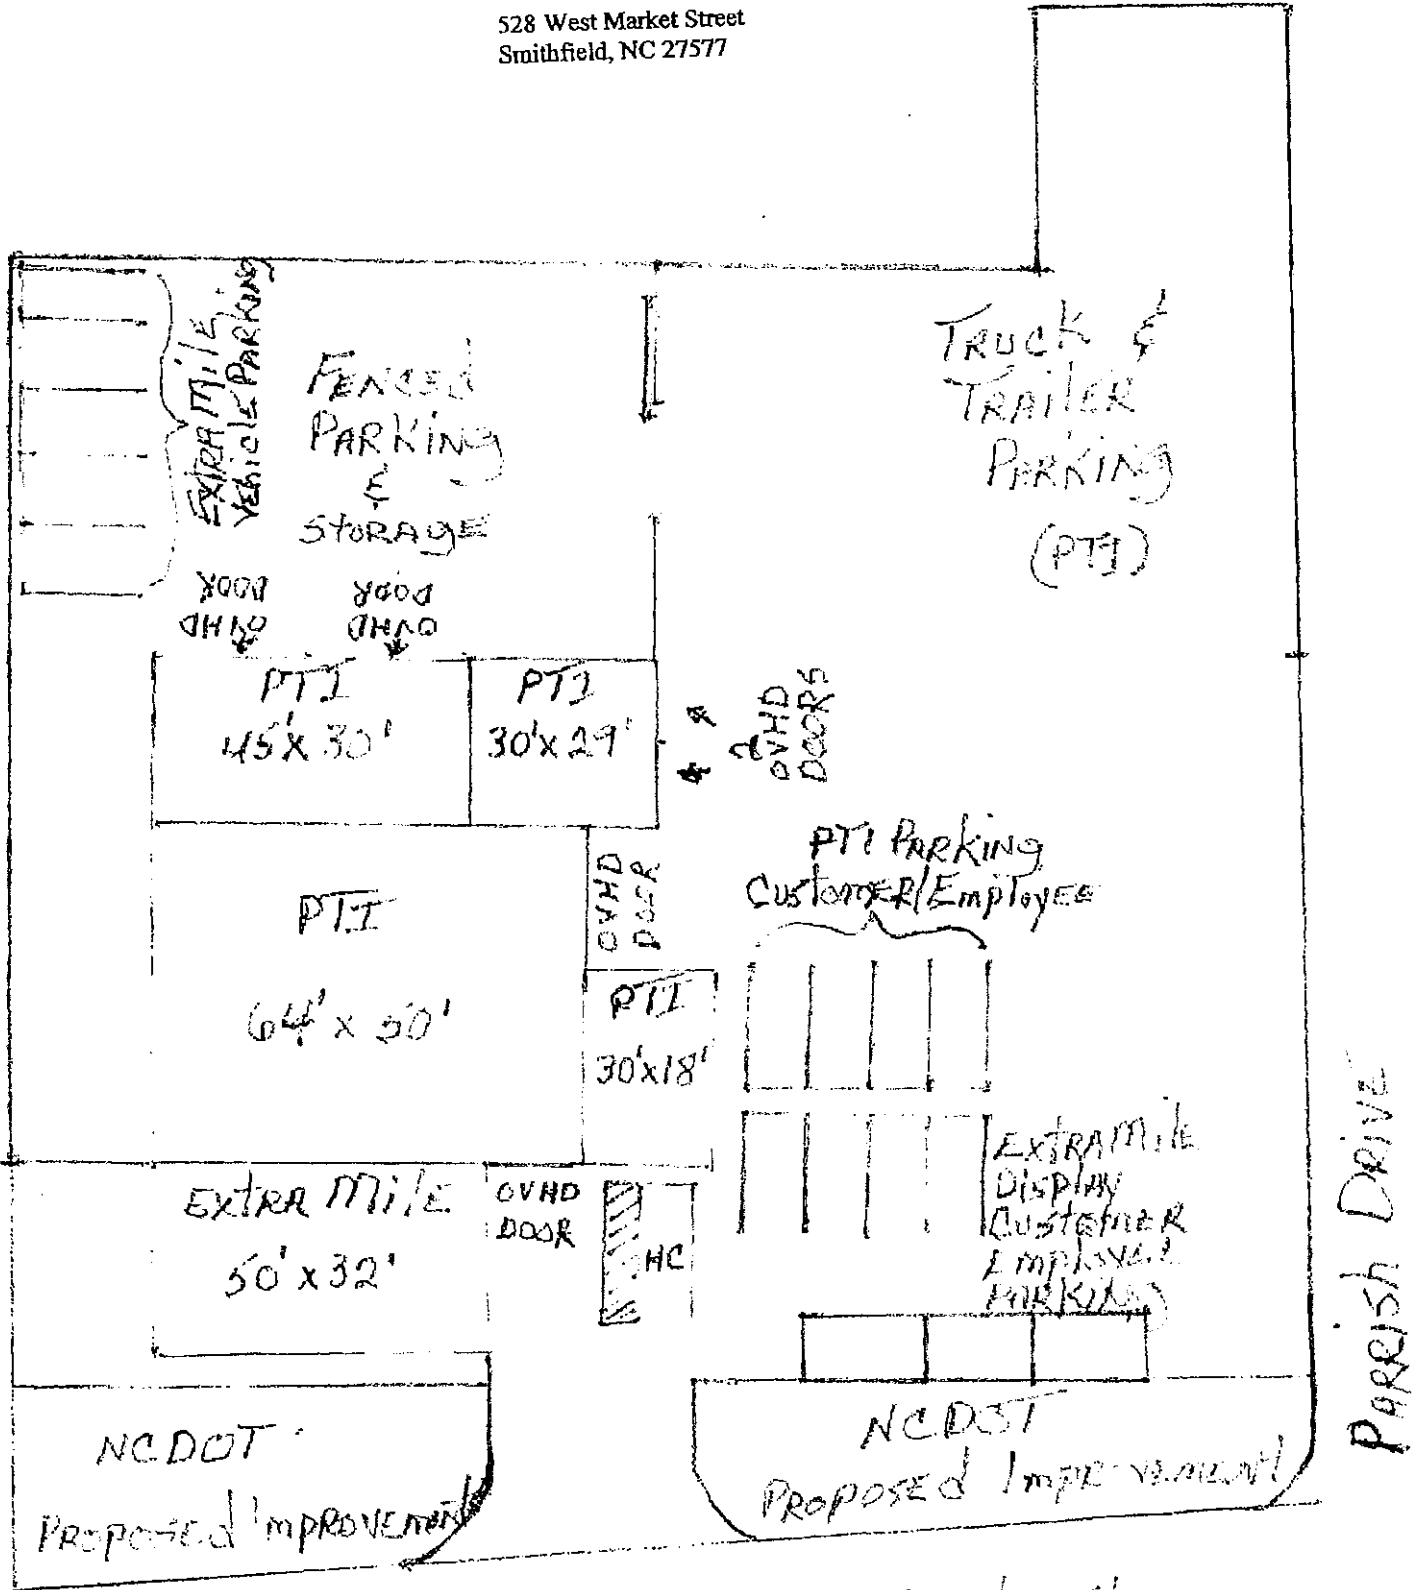 528 West Market Street
Smithfield, NC 27577
EXTRA MilE
VEhiclE PARKING
FENCEd
PARKING
&
STORAGE
TRUCK &
TRAILER
PARKING
(PTI)
OVHD
DOOR
OVHD
DOOR
PTI
45' X 30'
PTI
30' X 29'
2
OVHD
DOORS
PTI PARKING
CUSTOMER/EmployEE
OVHD
DOOR
PTI
64' x 50'
PTI
30'x18'
EXTRA MilE
50' x 32'
OVHD
DOOR
HC
EXTRA MilE
DisplAy
CUSTOMER
EmployEE
PARKING
PARRISh DRIVE
NCDOT
PROPOSEd IMPROVEMENT
NCDOT
PROPOSEd IMPROVEMENT